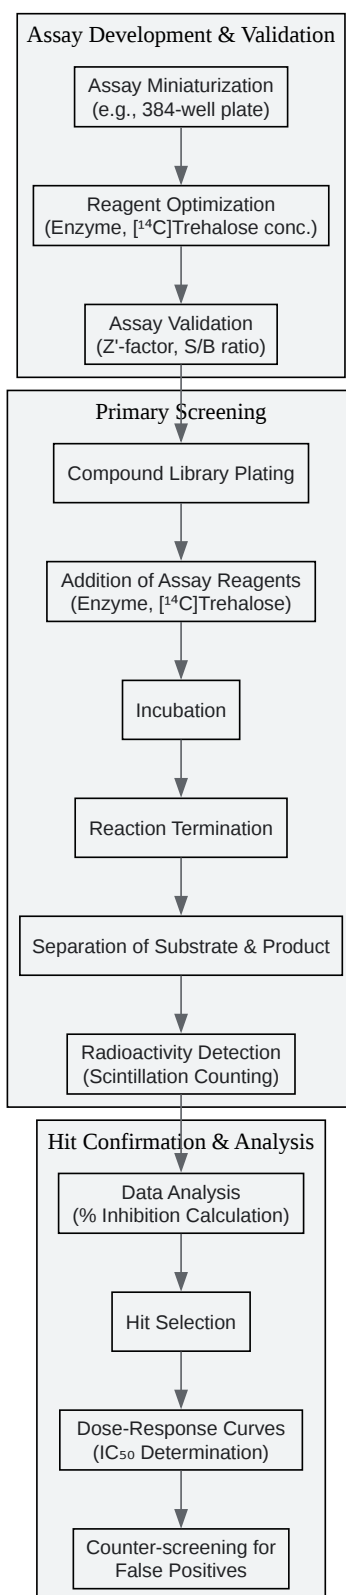 Assay Development & Validation
Assay Miniaturization
(e.g., 384-well plate)
Reagent Optimization
(Enzyme, [¹⁴C]Trehalose conc.)
Assay Validation
(Z'-factor, S/B ratio)
Primary Screening
Compound Library Plating
Addition of Assay Reagents
(Enzyme, [¹⁴C]Trehalose)
Incubation
Reaction Termination
Separation of Substrate & Product
Radioactivity Detection
(Scintillation Counting)
Hit Confirmation & Analysis
Data Analysis
(% Inhibition Calculation)
Hit Selection
Dose-Response Curves
(IC₅₀ Determination)
Counter-screening for
False Positives